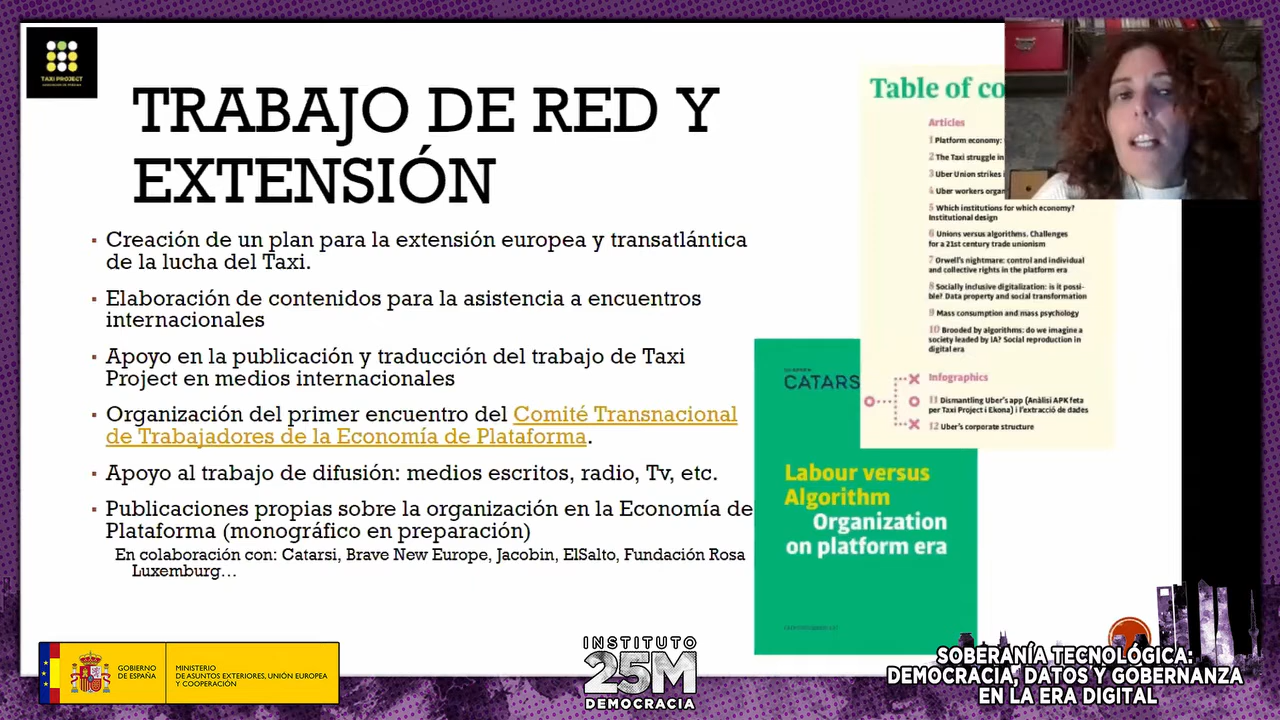 TAXI PROJECT
TRABAJO DE RED Y
EXTENSIÓN
▪ Creación de un plan para la extensión europea y transatlántica
de la lucha del Taxi.
▪ Elaboración de contenidos para la asistencia a encuentros
internacionales
▪ Apoyo en la publicación y traducción del trabajo de Taxi
Project en medios internacionales
▪ Organización del primer encuentro del Comité Transnacional
de Trabajadores de la Economía de Plataforma.
▪ Apoyo al trabajo de difusión: medios escritos, radio, Tv, etc.
▪ Publicaciones propias sobre la organización en la Economía de
Plataforma (monográfico en preparación)
En colaboración con: Catarsi, Brave New Europe, Jacobin, ElSalto, Fundación Rosa
Luxemburg…
Table of co
Articles
1 Platform economy:
2 The Taxi struggle in
3 Uber Union strikes
4 Uber workers organ
5 Which institutions for which economy?
Institutional design
6 Unions versus algorithms. Challenges
for a 21st century trade unionism
7 Orwell's nightmare: control and individual
and collective rights in the platform era
8 Socially inclusive digitalization: is it possi-
ble? Data property and social transformation
9 Mass consumption and mass psychology
10 Brooded by algorithms: do we imagine a
society leaded by IA? Social reproduction in
digital era
Infographics
11 Dismantling Uber's app (Anàlisi APK feta
per Taxi Project i Ekona) i l'extracció de dades
12 Uber's corporate structure
CATARS
Labour versus
Algorithm
Organization
on platform era
GOBIERNO
DE ESPAÑA
MINISTERIO
DE ASUNTOS EXTERIORES, UNIÓN EUROPEA
Y COOPERACIÓN
INSTITUTO
25M
DEMOCRACIA
SOBERANÍA TECNOLÓGICA:
DEMOCRACIA, DATOS Y GOBERNANZA
EN LA ERA DIGITAL